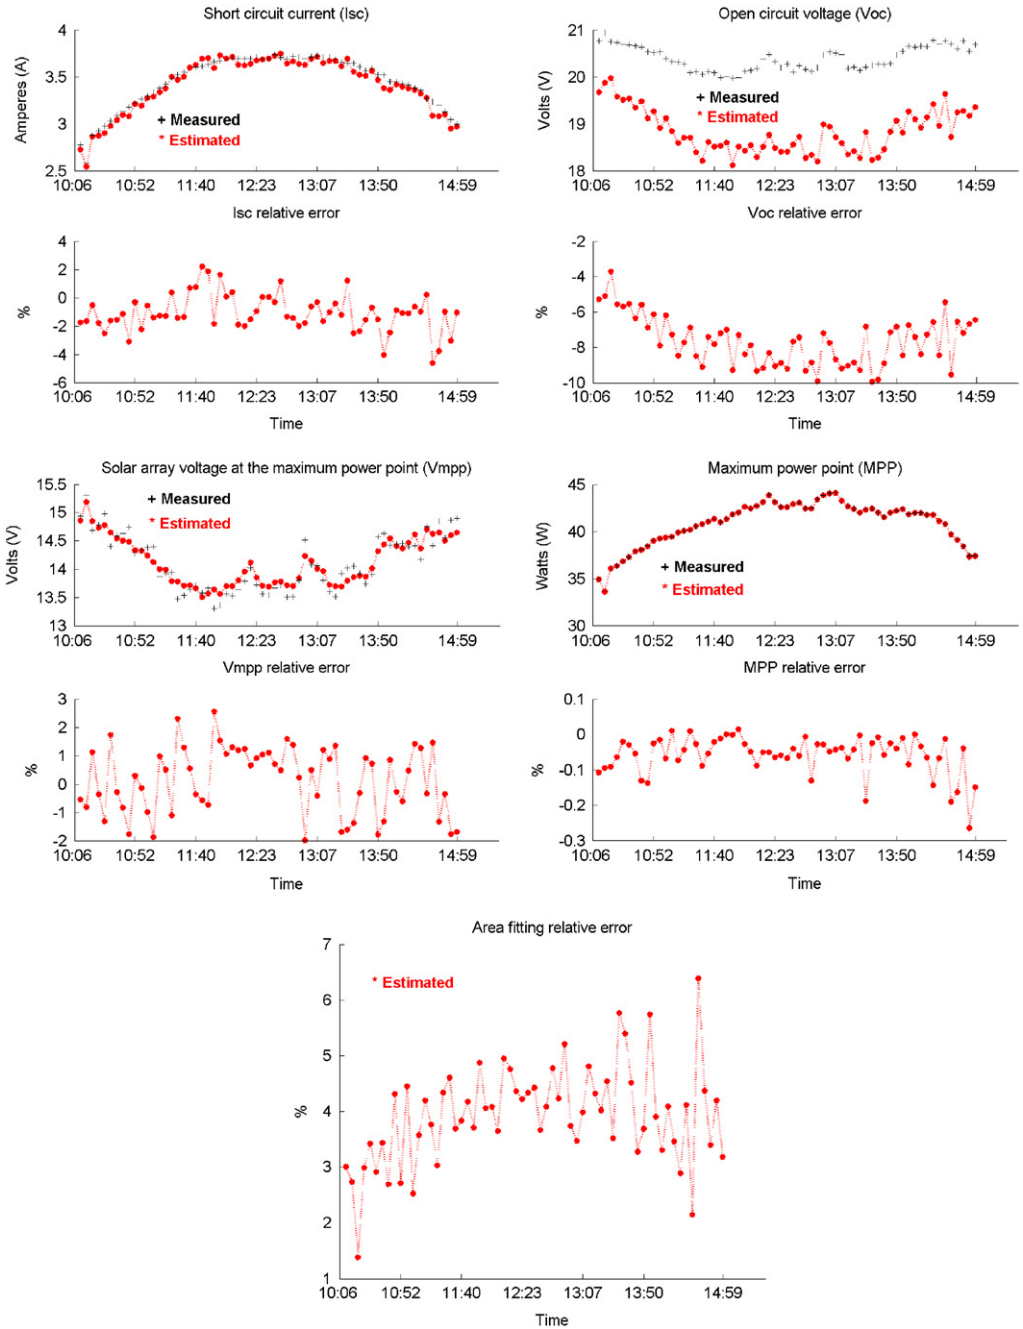 Short circuit current (Isc)
4
3.5
3
2.5
Amperes (A)
+ Measured
* Estimated
10:06 10:52 11:40 12:23 13:07 13:50 14:59
Open circuit voltage (Voc)
21
20
19
18
Volts (V)
+ Measured
* Estimated
10:06 10:52 11:40 12:23 13:07 13:50 14:59
Isc relative error
4
2
0
-2
-4
-6
%
10:06 10:52 11:40 12:23 13:07 13:50 14:59
Time
Voc relative error
-2
-4
-6
-8
-10
%
10:06 10:52 11:40 12:23 13:07 13:50 14:59
Time
Solar array voltage at the maximum power point (Vmpp)
15.5
15
14.5
14
13.5
13
Volts (V)
+ Measured
* Estimated
10:06 10:52 11:40 12:23 13:07 13:50 14:59
Maximum power point (MPP)
45
40
35
30
Watts (W)
+ Measured
* Estimated
10:06 10:52 11:40 12:23 13:07 13:50 14:59
Vmpp relative error
3
2
1
0
-1
-2
%
10:06 10:52 11:40 12:23 13:07 13:50 14:59
Time
MPP relative error
0.1
0
-0.1
-0.2
-0.3
%
10:06 10:52 11:40 12:23 13:07 13:50 14:59
Time
Area fitting relative error
7
6
5
4
3
2
1
%
* Estimated
10:06 10:52 11:40 12:23 13:07 13:50 14:59
Time